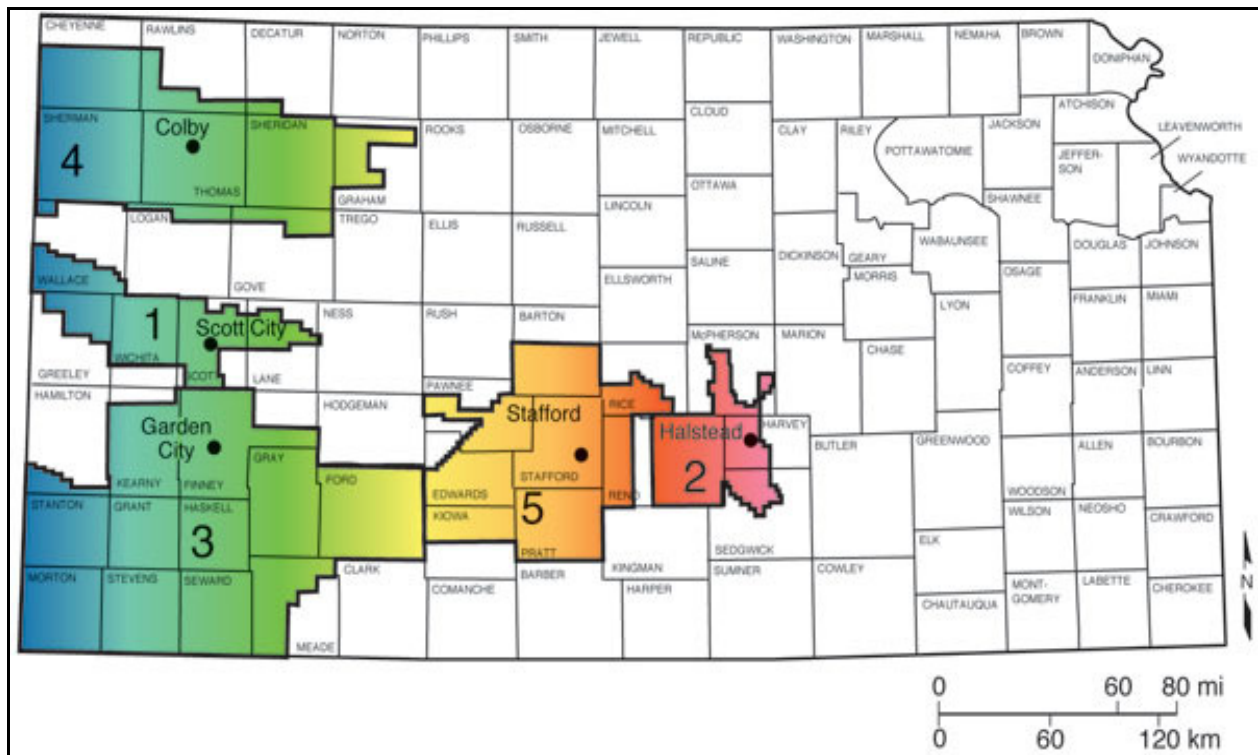 CHEYENNE
RAWLINS
DECATUR
NORTON
PHILLIPS
SMITH
JEWELL
REPUBLIC
WASHINGTON
MARSHALL
NEMAHA
BROWN
DONIPHAN
SHERMAN
Colby
THOMAS
SHERIDAN
GRAHAM
ROOKS
OSBORNE
MITCHELL
CLOUD
CLAY
RILEY
POTTAWATOMIE
JACKSON
ATCHISON
LEAVENWORTH
JEFFER-
SON
WYANDOTTE
4
LOGAN
GOVE
TREGO
ELLIS
RUSSELL
LINCOLN
OTTAWA
SALINE
DICKINSON
GEARY
WABAUNSEE
SHAWNEE
DOUGLAS
JOHNSON
WALLACE
ELLSWORTH
MORRIS
OSAGE
FRANKLIN
MIAMI
1
Scott City
WICHITA
SCOTT
GREELEY
LANE
NESS
RUSH
BARTON
McPHERSON
MARION
CHASE
LYON
COFFEY
ANDERSON
LINN
HAMILTON
HODGEMAN
PAWNEE
RICE
Garden
City
KEARNY
FINNEY
GRAY
FORD
Stafford
STAFFORD
EDWARDS
Halstead
HARVEY
2
RENO
BUTLER
GREENWOOD
WOODSON
ALLEN
BOURBON
STANTON
GRANT
HASKELL
3
KIOWA
5
PRATT
KINGMAN
SEDGWICK
ELK
WILSON
NEOSHO
CRAWFORD
MORTON
STEVENS
SEWARD
MEADE
CLARK
COMANCHE
BARBER
HARPER
SUMNER
COWLEY
CHAUTAUQUA
MONT-
GOMERY
LABETTE
CHEROKEE
N
0 60 80 mi
0 60 120 km